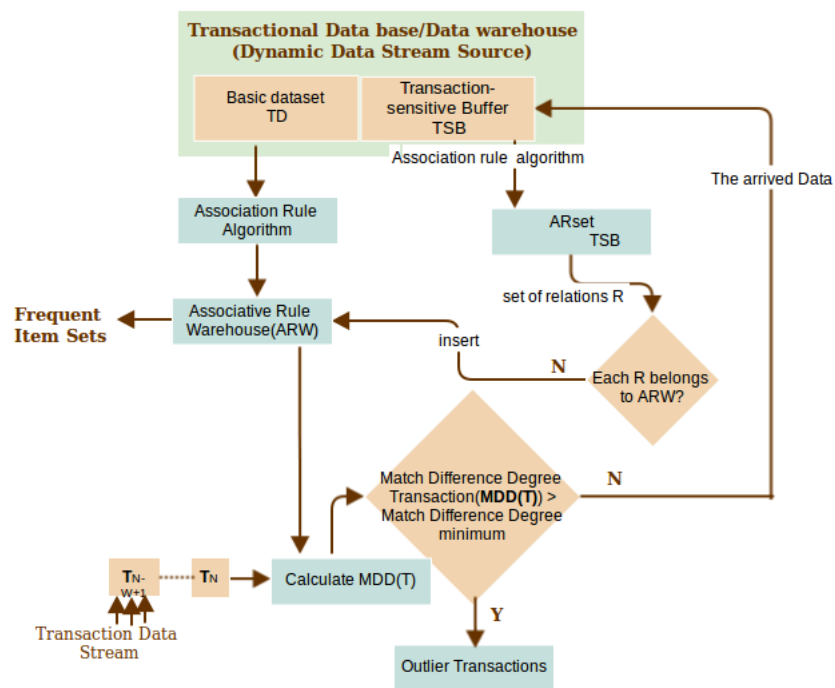 Transactional Data base/Data warehouse
(Dynamic Data Stream Source)
Basic dataset
TD
Transaction-
sensitive Buffer
TSB
Association rule algorithm
The arrived Data
Association Rule
Algorithm
ARset
TSB
set of relations R
Frequent
Item Sets
Associative Rule
Warehouse(ARW)
insert
N
Each R belongs
to ARW?
Match Difference Degree
Transaction(MDD(T)) >
Match Difference Degree
minimum
N
TN-
W+1
TN
Calculate MDD(T)
Y
Transaction Data
Stream
Outlier Transactions